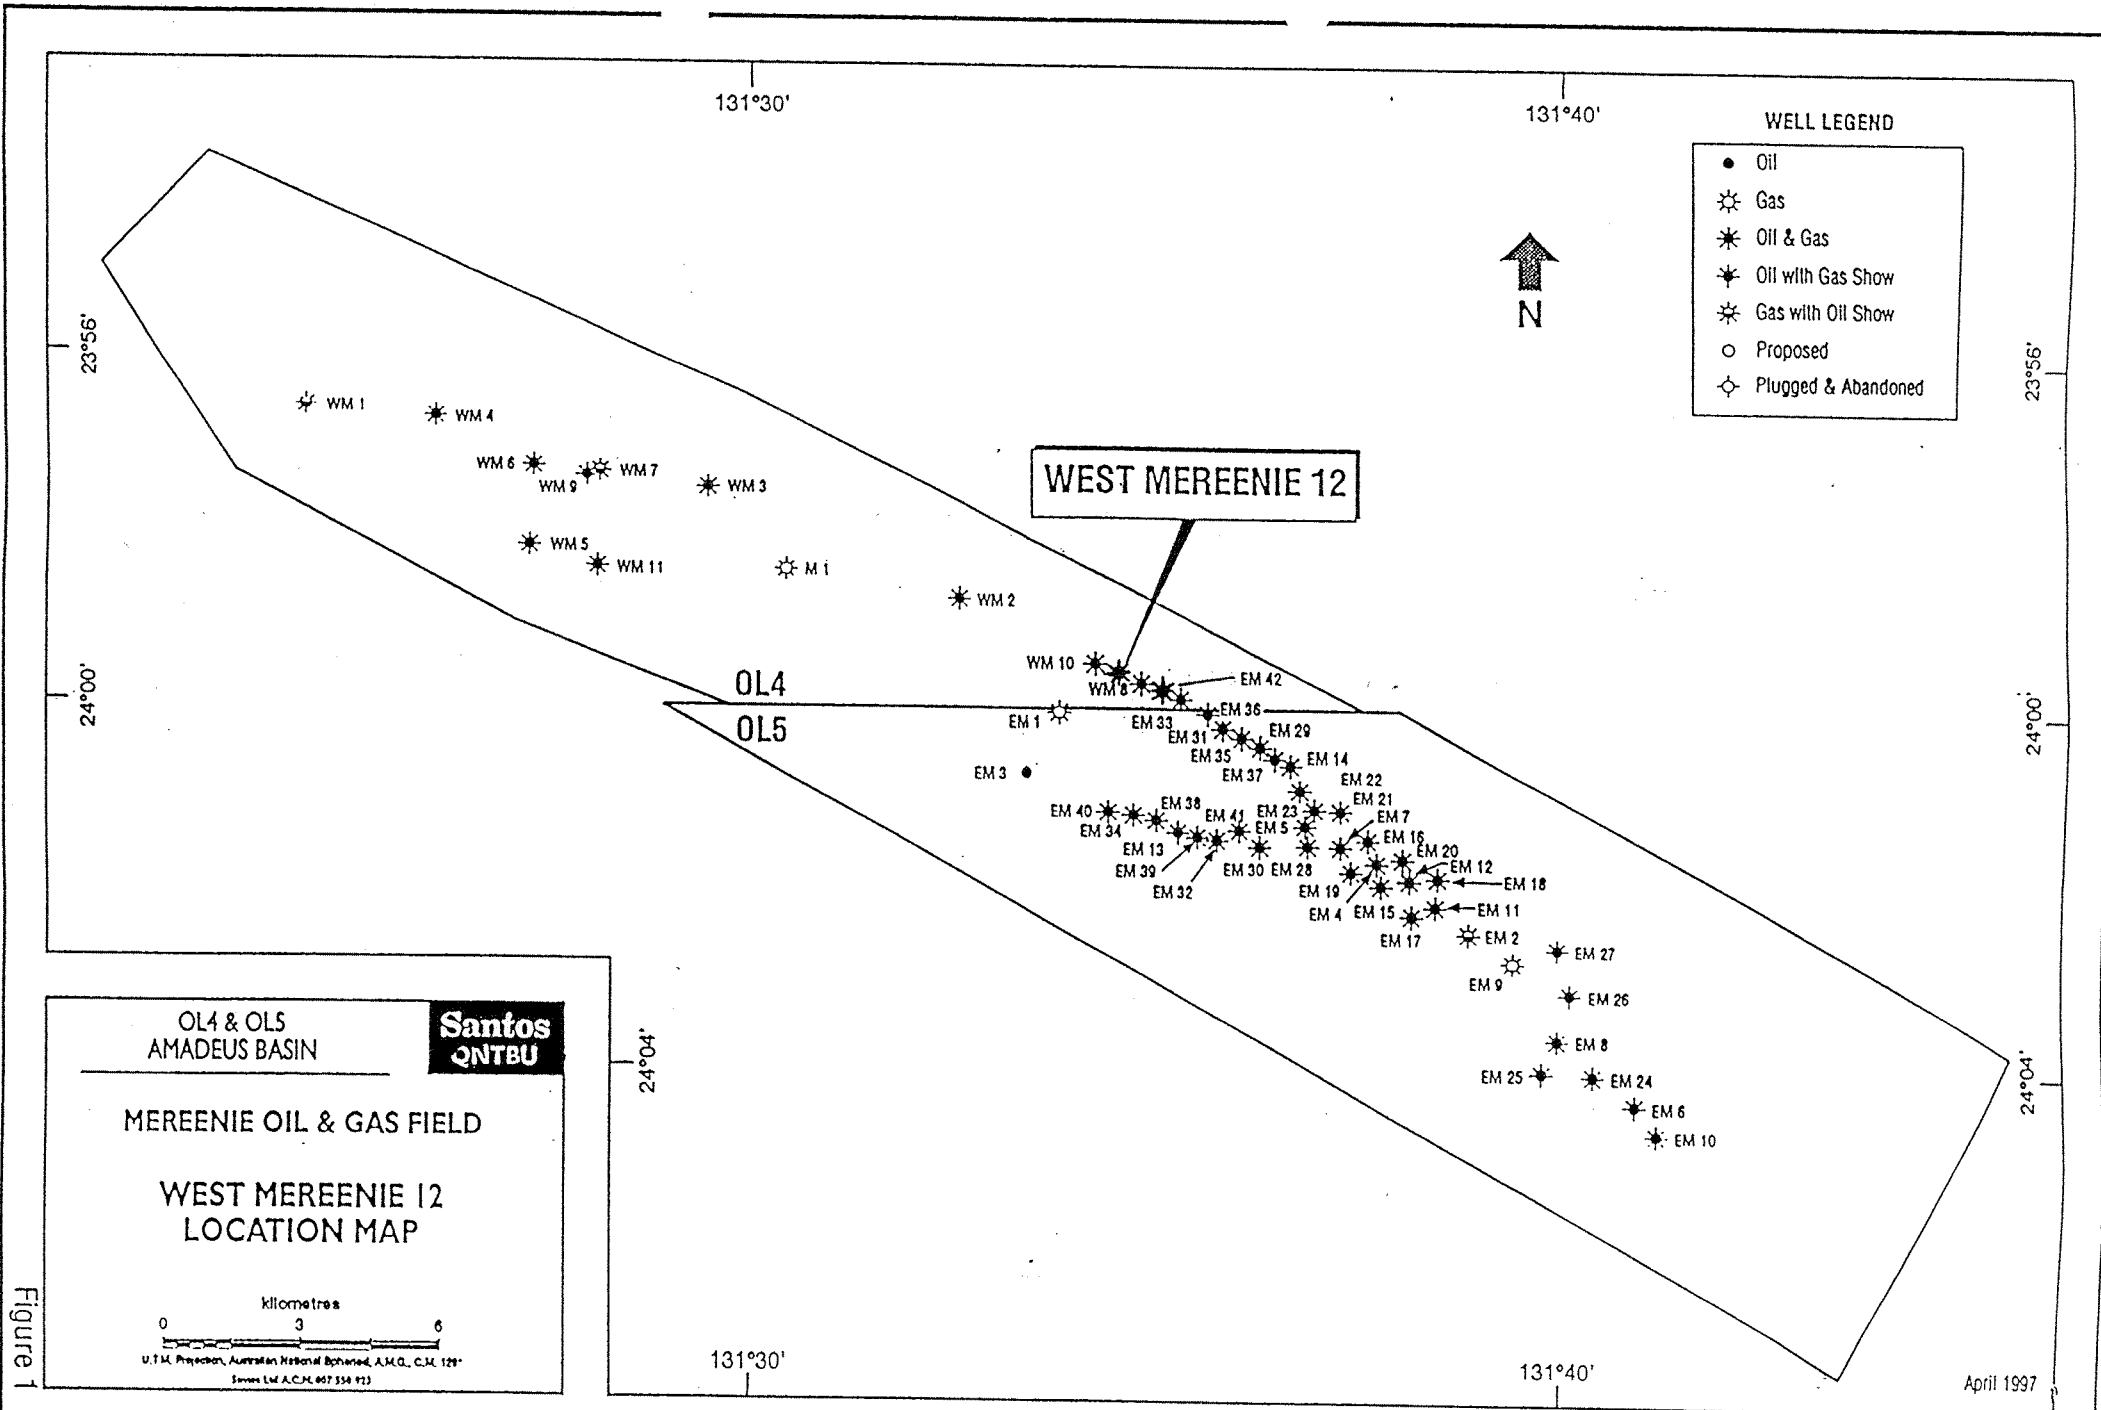 131°30'
131°40'
WELL LEGEND
Oil
Gas
Oil & Gas
Oil with Gas Show
Gas with Oil Show
Proposed
Plugged & Abandoned
N
23°56'
23°56'
WM 1
WM 4
WM 6
WM 9
WM 7
WM 3
WEST MEREENIE 12
WM 5
WM 11
M 1
WM 2
WM 10
WM 8
EM 42
24°00'
24°00'
OL4
OL5
EM 1
EM 33
EM 36
EM 31
EM 29
EM 35
EM 14
EM 37
EM 3
EM 22
EM 40
EM 38
EM 21
EM 34
EM 41
EM 23
EM 7
EM 5
EM 13
EM 16
EM 39
EM 30
EM 28
EM 20
EM 12
EM 32
EM 19
EM 18
EM 4
EM 15
EM 11
EM 17
EM 2
EM 27
EM 9
EM 26
EM 8
EM 25
EM 24
EM 6
EM 10
24°04'
24°04'
OL4 & OL5
AMADEUS BASIN
Santos
QNTBU
MEREENIE OIL & GAS FIELD
WEST MEREENIE 12
LOCATION MAP
kilometres
0 3 6
U.T.M. Projection, Australian National Spheroid, A.M.G., C.M. 129°
131°30'
131°40'
April 1997
Figure 1